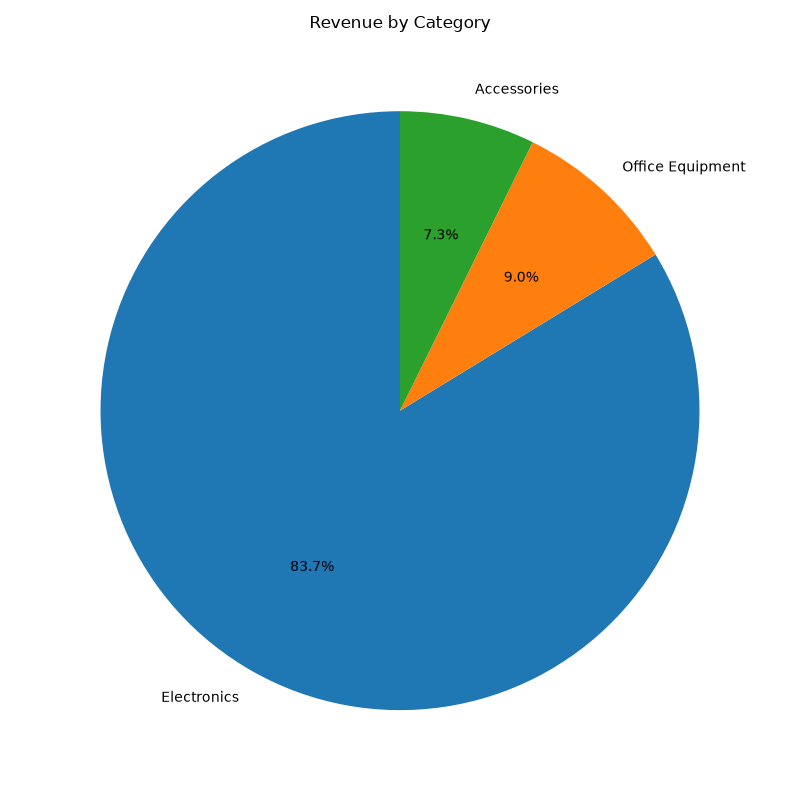 Revenue by Category
Accessories
Office Equipment
7.3%
9.0%
83.7%
Electronics